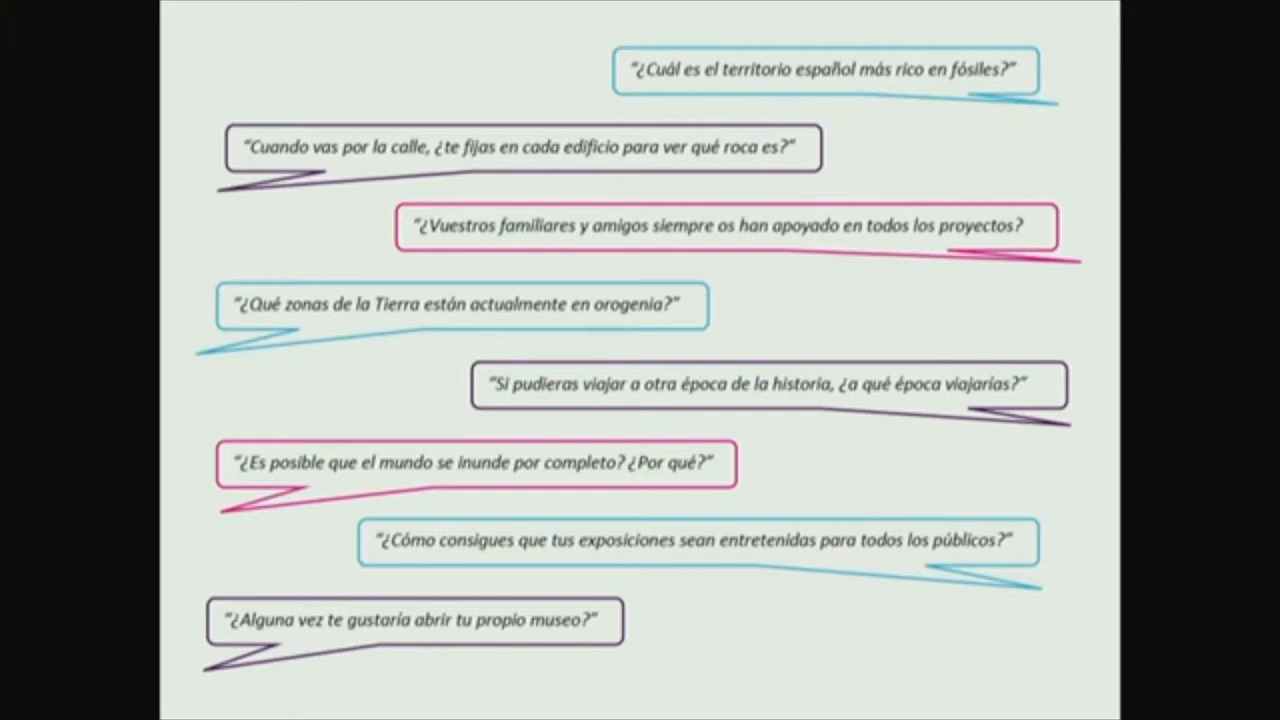 “¿Cuál es el territorio español más rico en fósiles?”
“Cuando vas por la calle, ¿te fijas en cada edificio para ver qué roca es?”
“¿Vuestros familiares y amigos siempre os han apoyado en todos los proyectos?
“¿Qué zonas de la Tierra están actualmente en orogenia?”
“Si pudieras viajar a otra época de la historia, ¿a qué época viajarías?”
“¿Es posible que el mundo se inunde por completo? ¿Por qué?”
“¿Cómo consigues que tus exposiciones sean entretenidas para todos los públicos?”
“¿Alguna vez te gustaría abrir tu propio museo?”